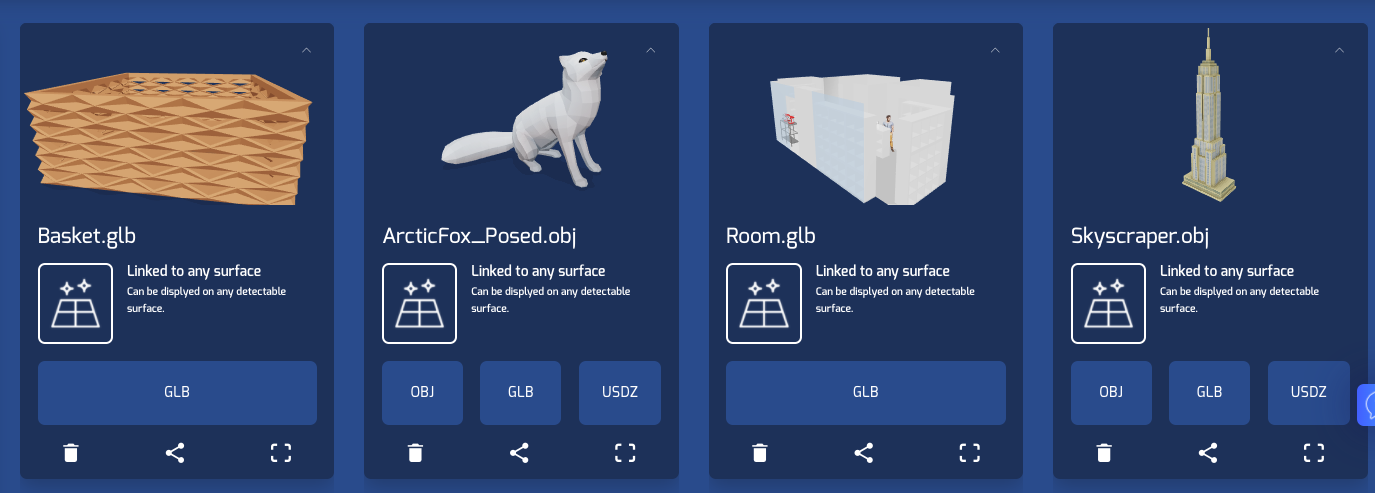 Basket.glb
Linked to any surface
Can be displyed on any detectable
surface.
GLB
ArcticFox_Posed.obj
Linked to any surface
Can be displyed on any detectable
surface.
OBJ GLB USDZ
Room.glb
Linked to any surface
Can be displyed on any detectable
surface.
GLB
Skyscraper.obj
Linked to any surface
Can be displyed on any detectable
surface.
OBJ GLB USDZ